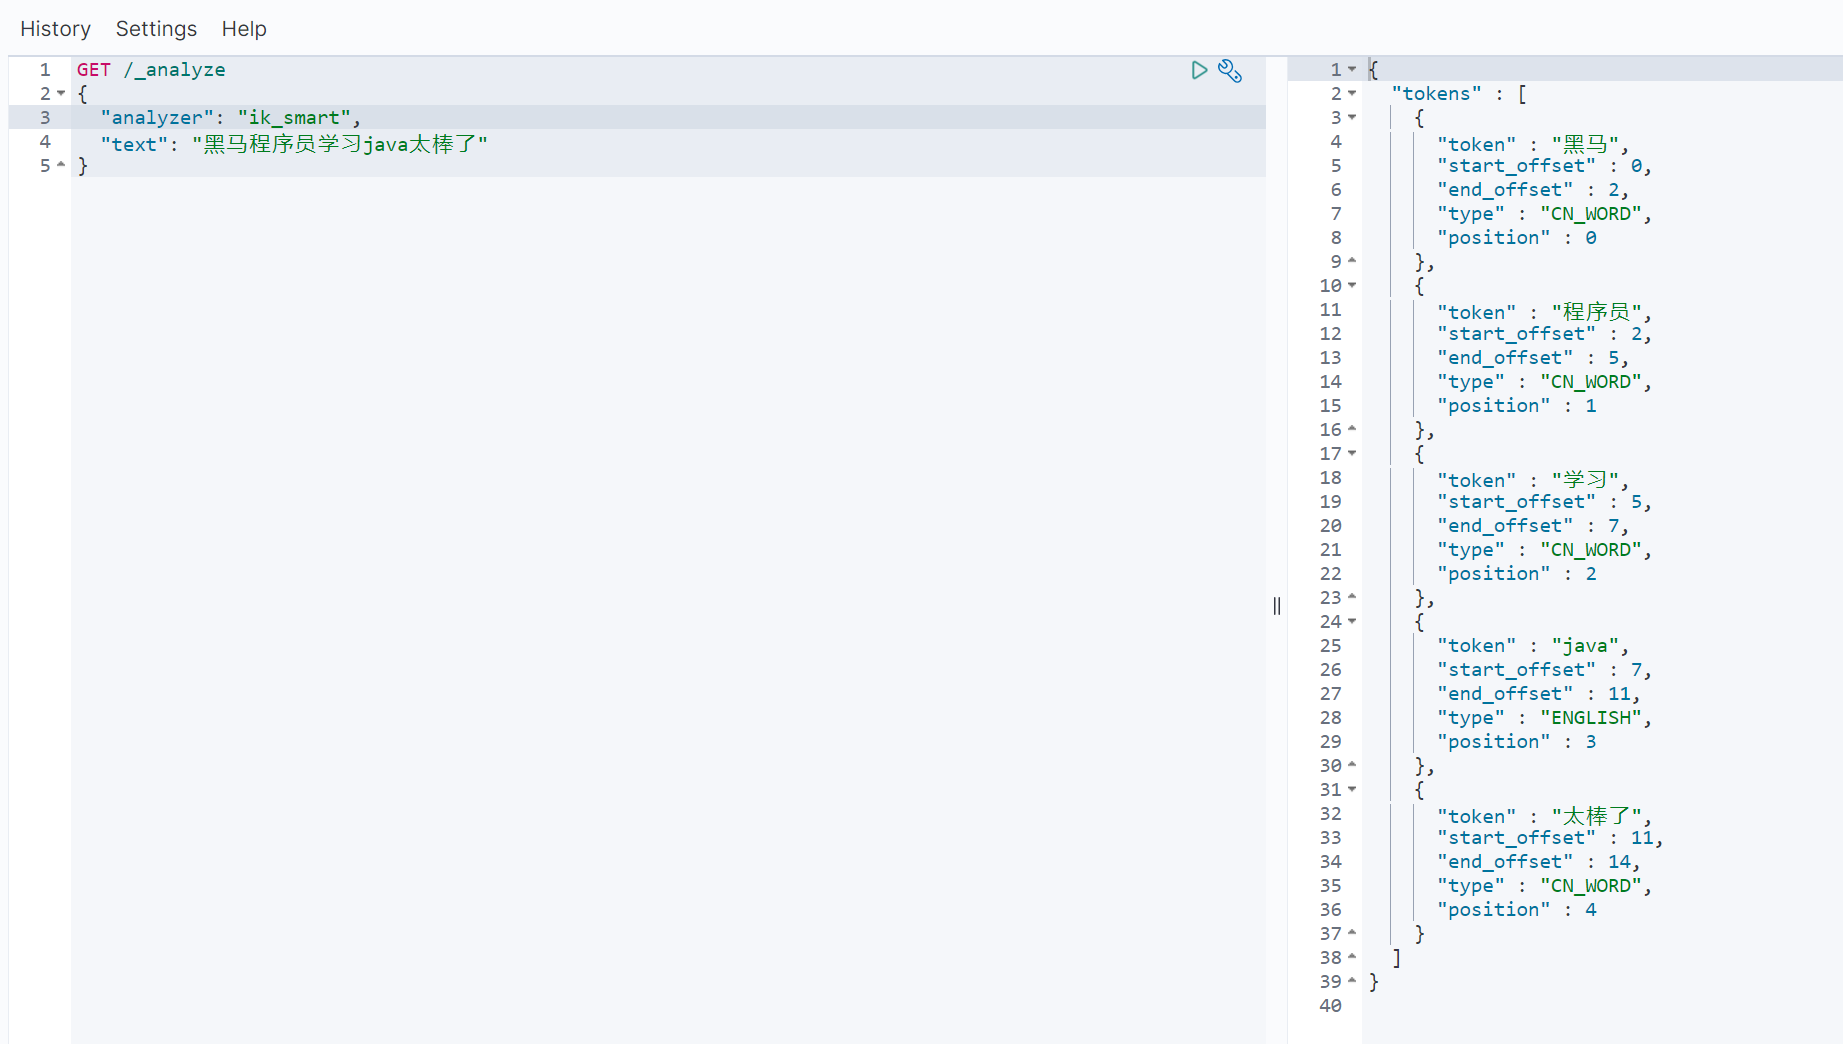 History Settings Help
1 GET /_analyze
2 {
3 "analyzer": "ik_smart",
4 "text": "黑马程序员学习java太棒了"
5 }
1 {
2 "tokens" : [
3 {
4 "token" : "黑马",
5 "start_offset" : 0,
6 "end_offset" : 2,
7 "type" : "CN_WORD",
8 "position" : 0
9 },
10 {
11 "token" : "程序员",
12 "start_offset" : 2,
13 "end_offset" : 5,
14 "type" : "CN_WORD",
15 "position" : 1
16 },
17 {
18 "token" : "学习",
19 "start_offset" : 5,
20 "end_offset" : 7,
21 "type" : "CN_WORD",
22 "position" : 2
23 },
24 {
25 "token" : "java",
26 "start_offset" : 7,
27 "end_offset" : 11,
28 "type" : "ENGLISH",
29 "position" : 3
30 },
31 {
32 "token" : "太棒了",
33 "start_offset" : 11,
34 "end_offset" : 14,
35 "type" : "CN_WORD",
36 "position" : 4
37 }
38 ]
39 }
40